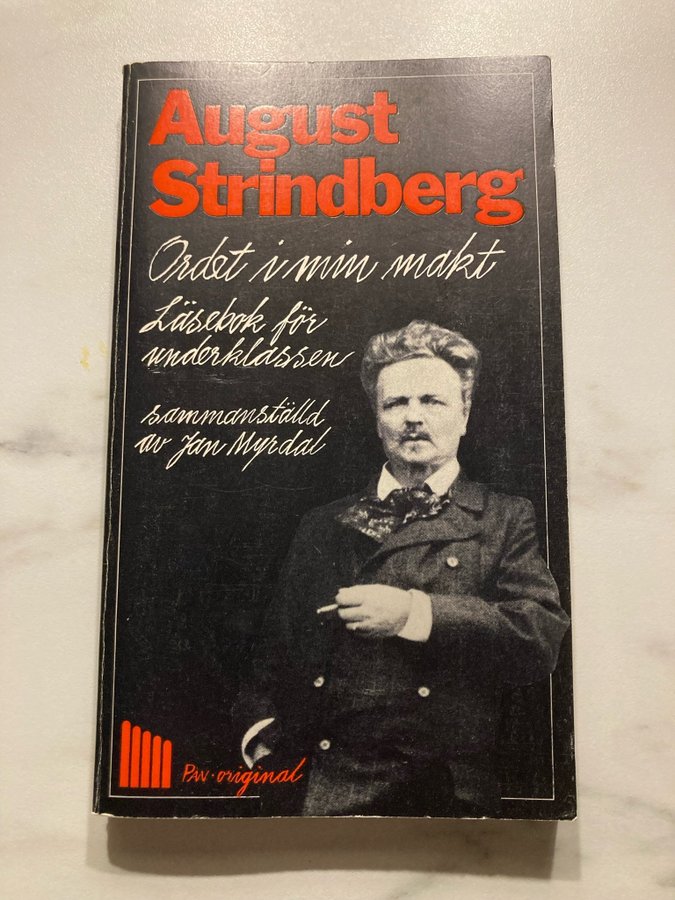 August
Strindberg
Ordet i min makt
Läsebok för
underklassen
sammanställd
av Jan Myrdal
PAN · original